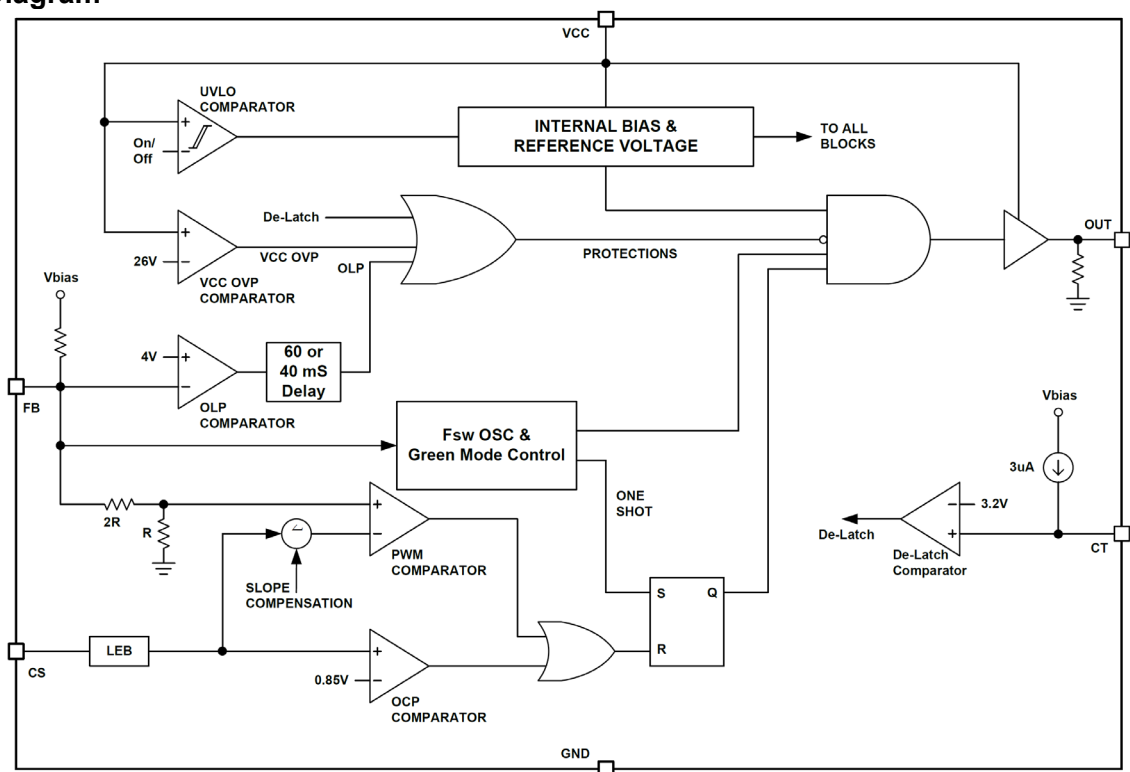 VCC
UVLO
COMPARATOR
On/
Off
+
−
INTERNAL BIAS &
REFERENCE VOLTAGE
TO ALL
BLOCKS
De-Latch
+
26V
−
VCC OVP
VCC OVP
COMPARATOR
OLP
PROTECTIONS
OUT
Vbias
4V
+
−
60 or
40 mS
Delay
OLP
COMPARATOR
FB
Fsw OSC &
Green Mode Control
Vbias
3uA
2R
R
+
−
PWM
COMPARATOR
SLOPE
COMPENSATION
ONE
SHOT
− 3.2V
+
De-Latch
De-Latch
Comparator
CT
S
Q
R
CS
LEB
+
0.85V
−
OCP
COMPARATOR
GND